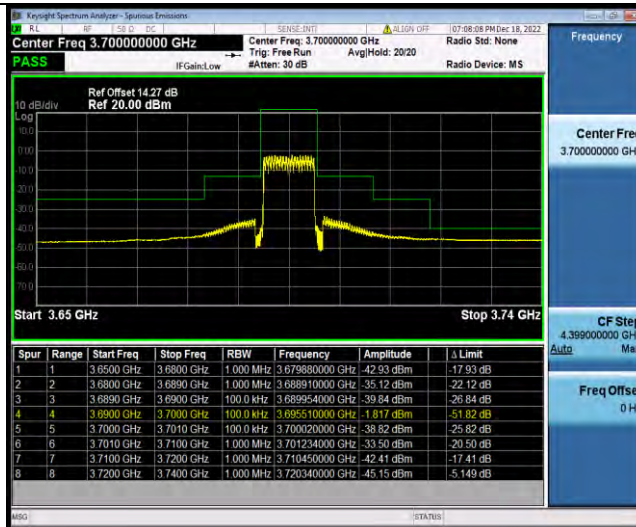 Keysight Spectrum Analyzer - Spurious Emissions
RL RF 50 Ω DC SENSE:INT ALIGN OFF 07:08:08 PM Dec 18, 2022
Center Freq 3.700000000 GHz
Center Freq: 3.700000000 GHz
Radio Std: None
Trig: Free Run Avg|Hold: 20/20
PASS
IFGain:Low
#Atten: 30 dB
Radio Device: MS
Frequency
Ref Offset 14.27 dB
10 dB/div Ref 20.00 dBm
Log
10.0
0.00
-10.0
-20.0
-30.0
-40.0
-50.0
-60.0
-70.0
Start 3.65 GHz Stop 3.74 GHz
Center Fre
3.700000000 GH
CF Step
4.399000000 GH
Auto Ma
Freq Offse
0 H
Spur Range Start Freq Stop Freq RBW Frequency Amplitude Δ Limit
1 1 3.6500 GHz 3.6800 GHz 1.000 MHz 3.679880000 GHz -42.93 dBm -17.93 dB
2 2 3.6800 GHz 3.6890 GHz 1.000 MHz 3.688910000 GHz -35.12 dBm -22.12 dB
3 3 3.6890 GHz 3.6900 GHz 100.0 kHz 3.689954000 GHz -39.84 dBm -26.84 dB
4 4 3.6900 GHz 3.7000 GHz 100.0 kHz 3.695510000 GHz -1.817 dBm -51.82 dB
5 5 3.7000 GHz 3.7010 GHz 100.0 kHz 3.700020000 GHz -38.82 dBm -25.82 dB
6 6 3.7010 GHz 3.7100 GHz 1.000 MHz 3.701234000 GHz -33.50 dBm -20.50 dB
7 7 3.7100 GHz 3.7200 GHz 1.000 MHz 3.710450000 GHz -42.41 dBm -17.41 dB
8 8 3.7200 GHz 3.7400 GHz 1.000 MHz 3.720340000 GHz -45.15 dBm -5.149 dB
MSG STATUS